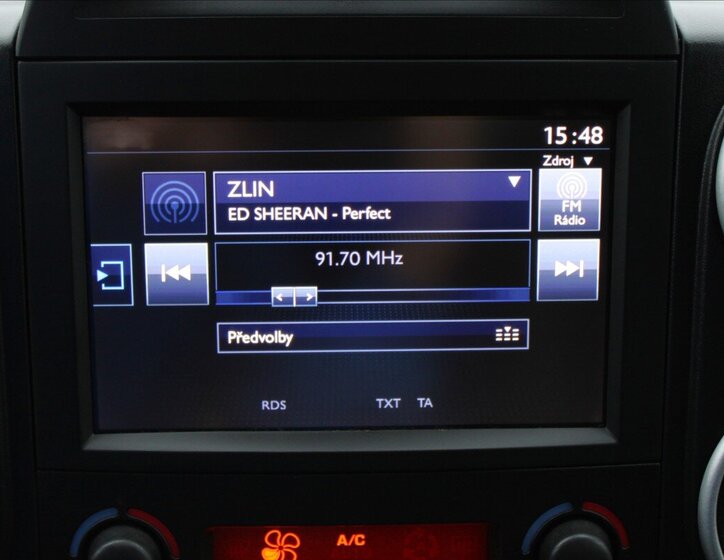 15:48
Zdroj
ZLIN
ED SHEERAN - Perfect
FM
Rádio
91.70 MHz
Předvolby
RDS
TXT
TA
A/C